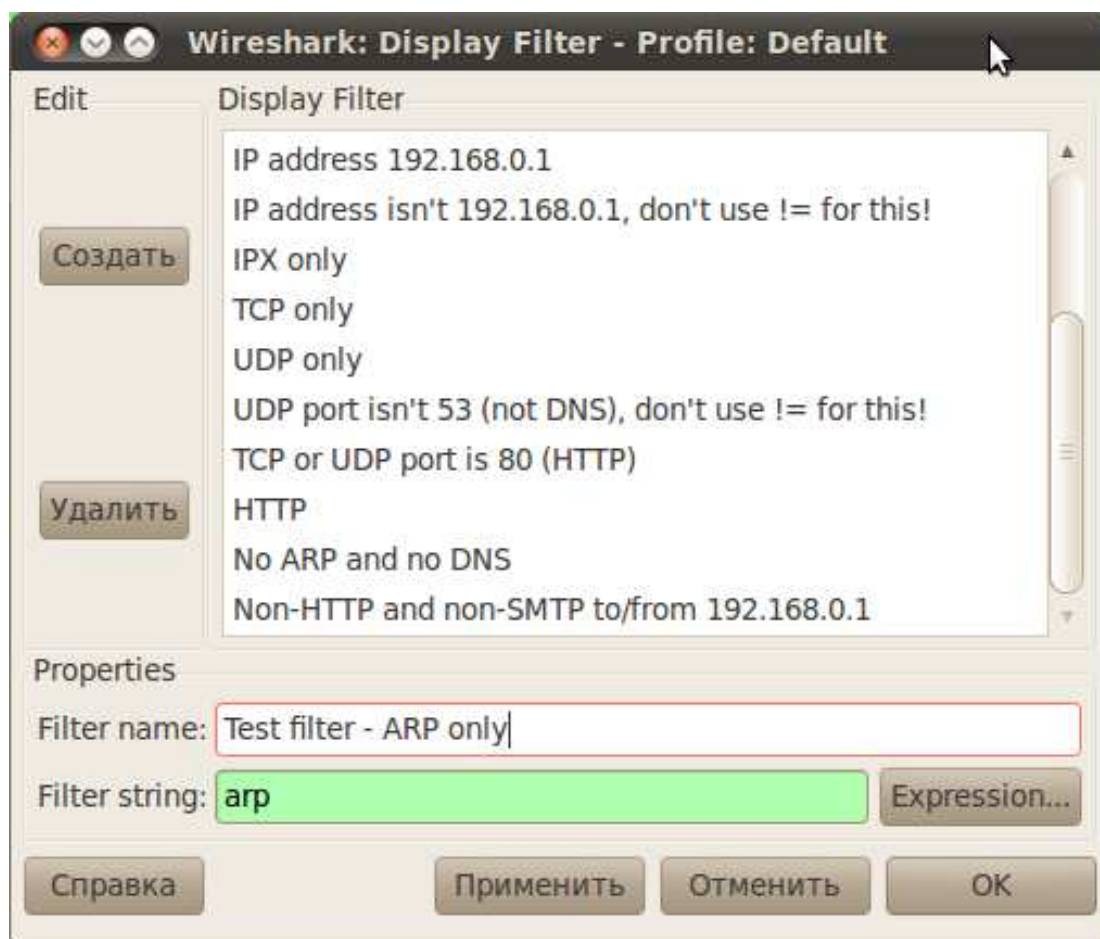 Wireshark: Display Filter - Profile: Default
Edit
Display Filter
IP address 192.168.0.1
IP address isn't 192.168.0.1, don't use != for this!
Создать
IPX only
TCP only
UDP only
UDP port isn't 53 (not DNS), don't use != for this!
TCP or UDP port is 80 (HTTP)
Удалить
HTTP
No ARP and no DNS
Non-HTTP and non-SMTP to/from 192.168.0.1
Properties
Filter name: Test filter - ARP only
Filter string: arp Expression...
Справка Применить Отменить OK